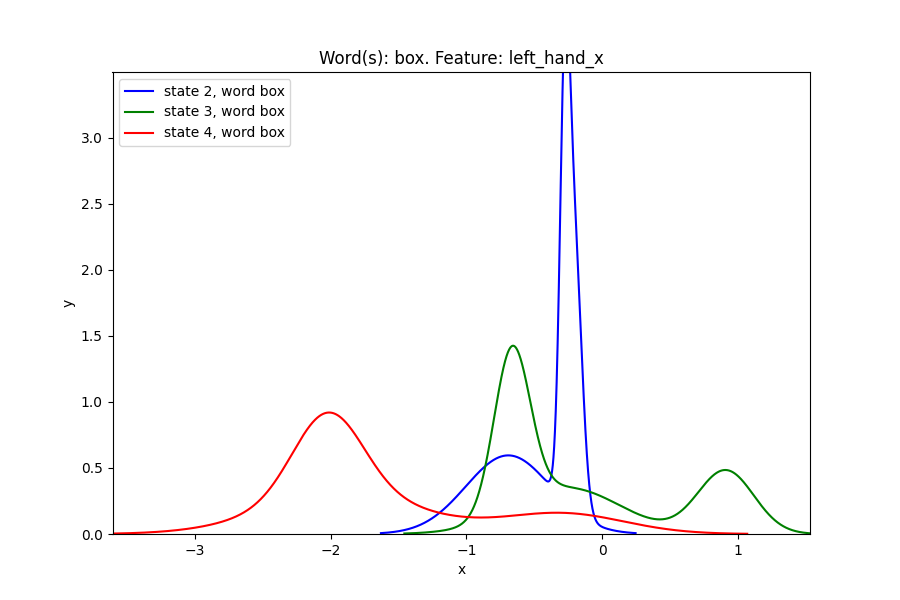 Word(s): box. Feature: left_hand_x
state 2, word box
state 3, word box
state 4, word box
3.0
2.5
2.0
1.5
1.0
0.5
0.0
y
−3 −2 −1 0 1
x